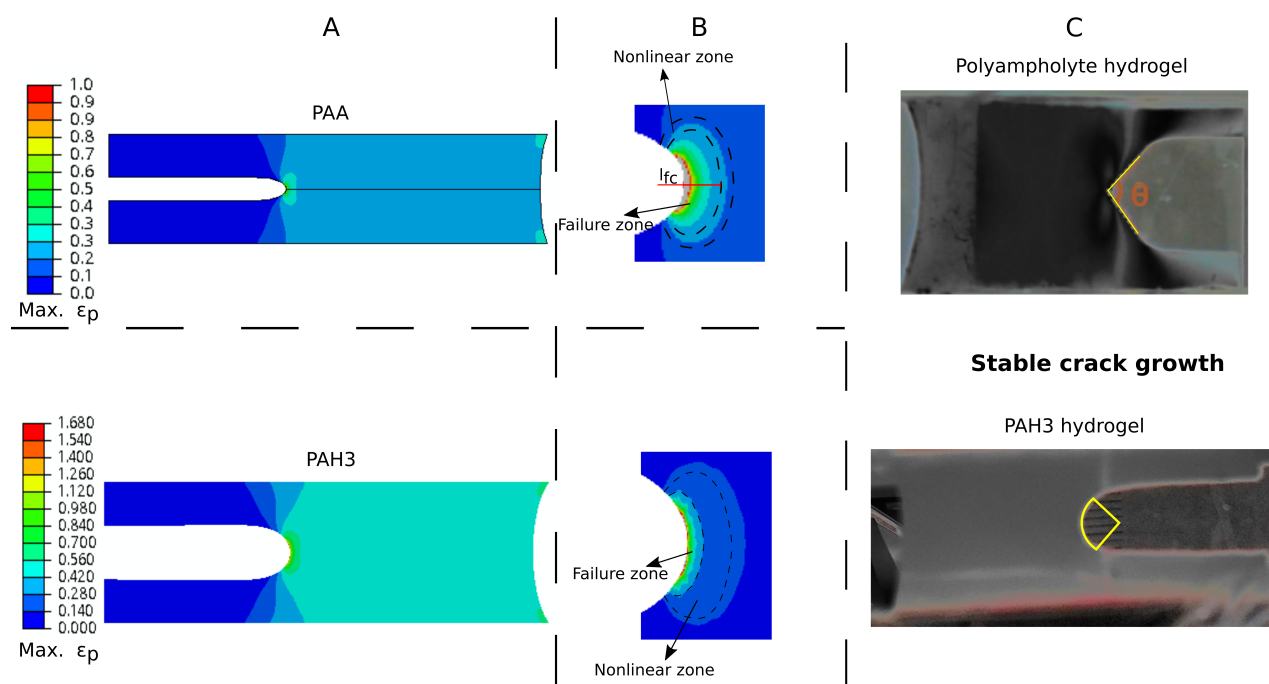 A
B
C
Nonlinear zone
Polyampholyte hydrogel
PAA
1.0
0.9
0.9
0.8
0.7
0.6
0.5
0.4
0.3
0.3
0.2
0.1
0.0
Max. εp
lfc
Failure zone
θ
Stable crack growth
PAH3 hydrogel
PAH3
1.680
1.540
1.400
1.260
1.120
0.980
0.840
0.700
0.560
0.420
0.280
0.140
0.000
Max. εp
Failure zone
Nonlinear zone